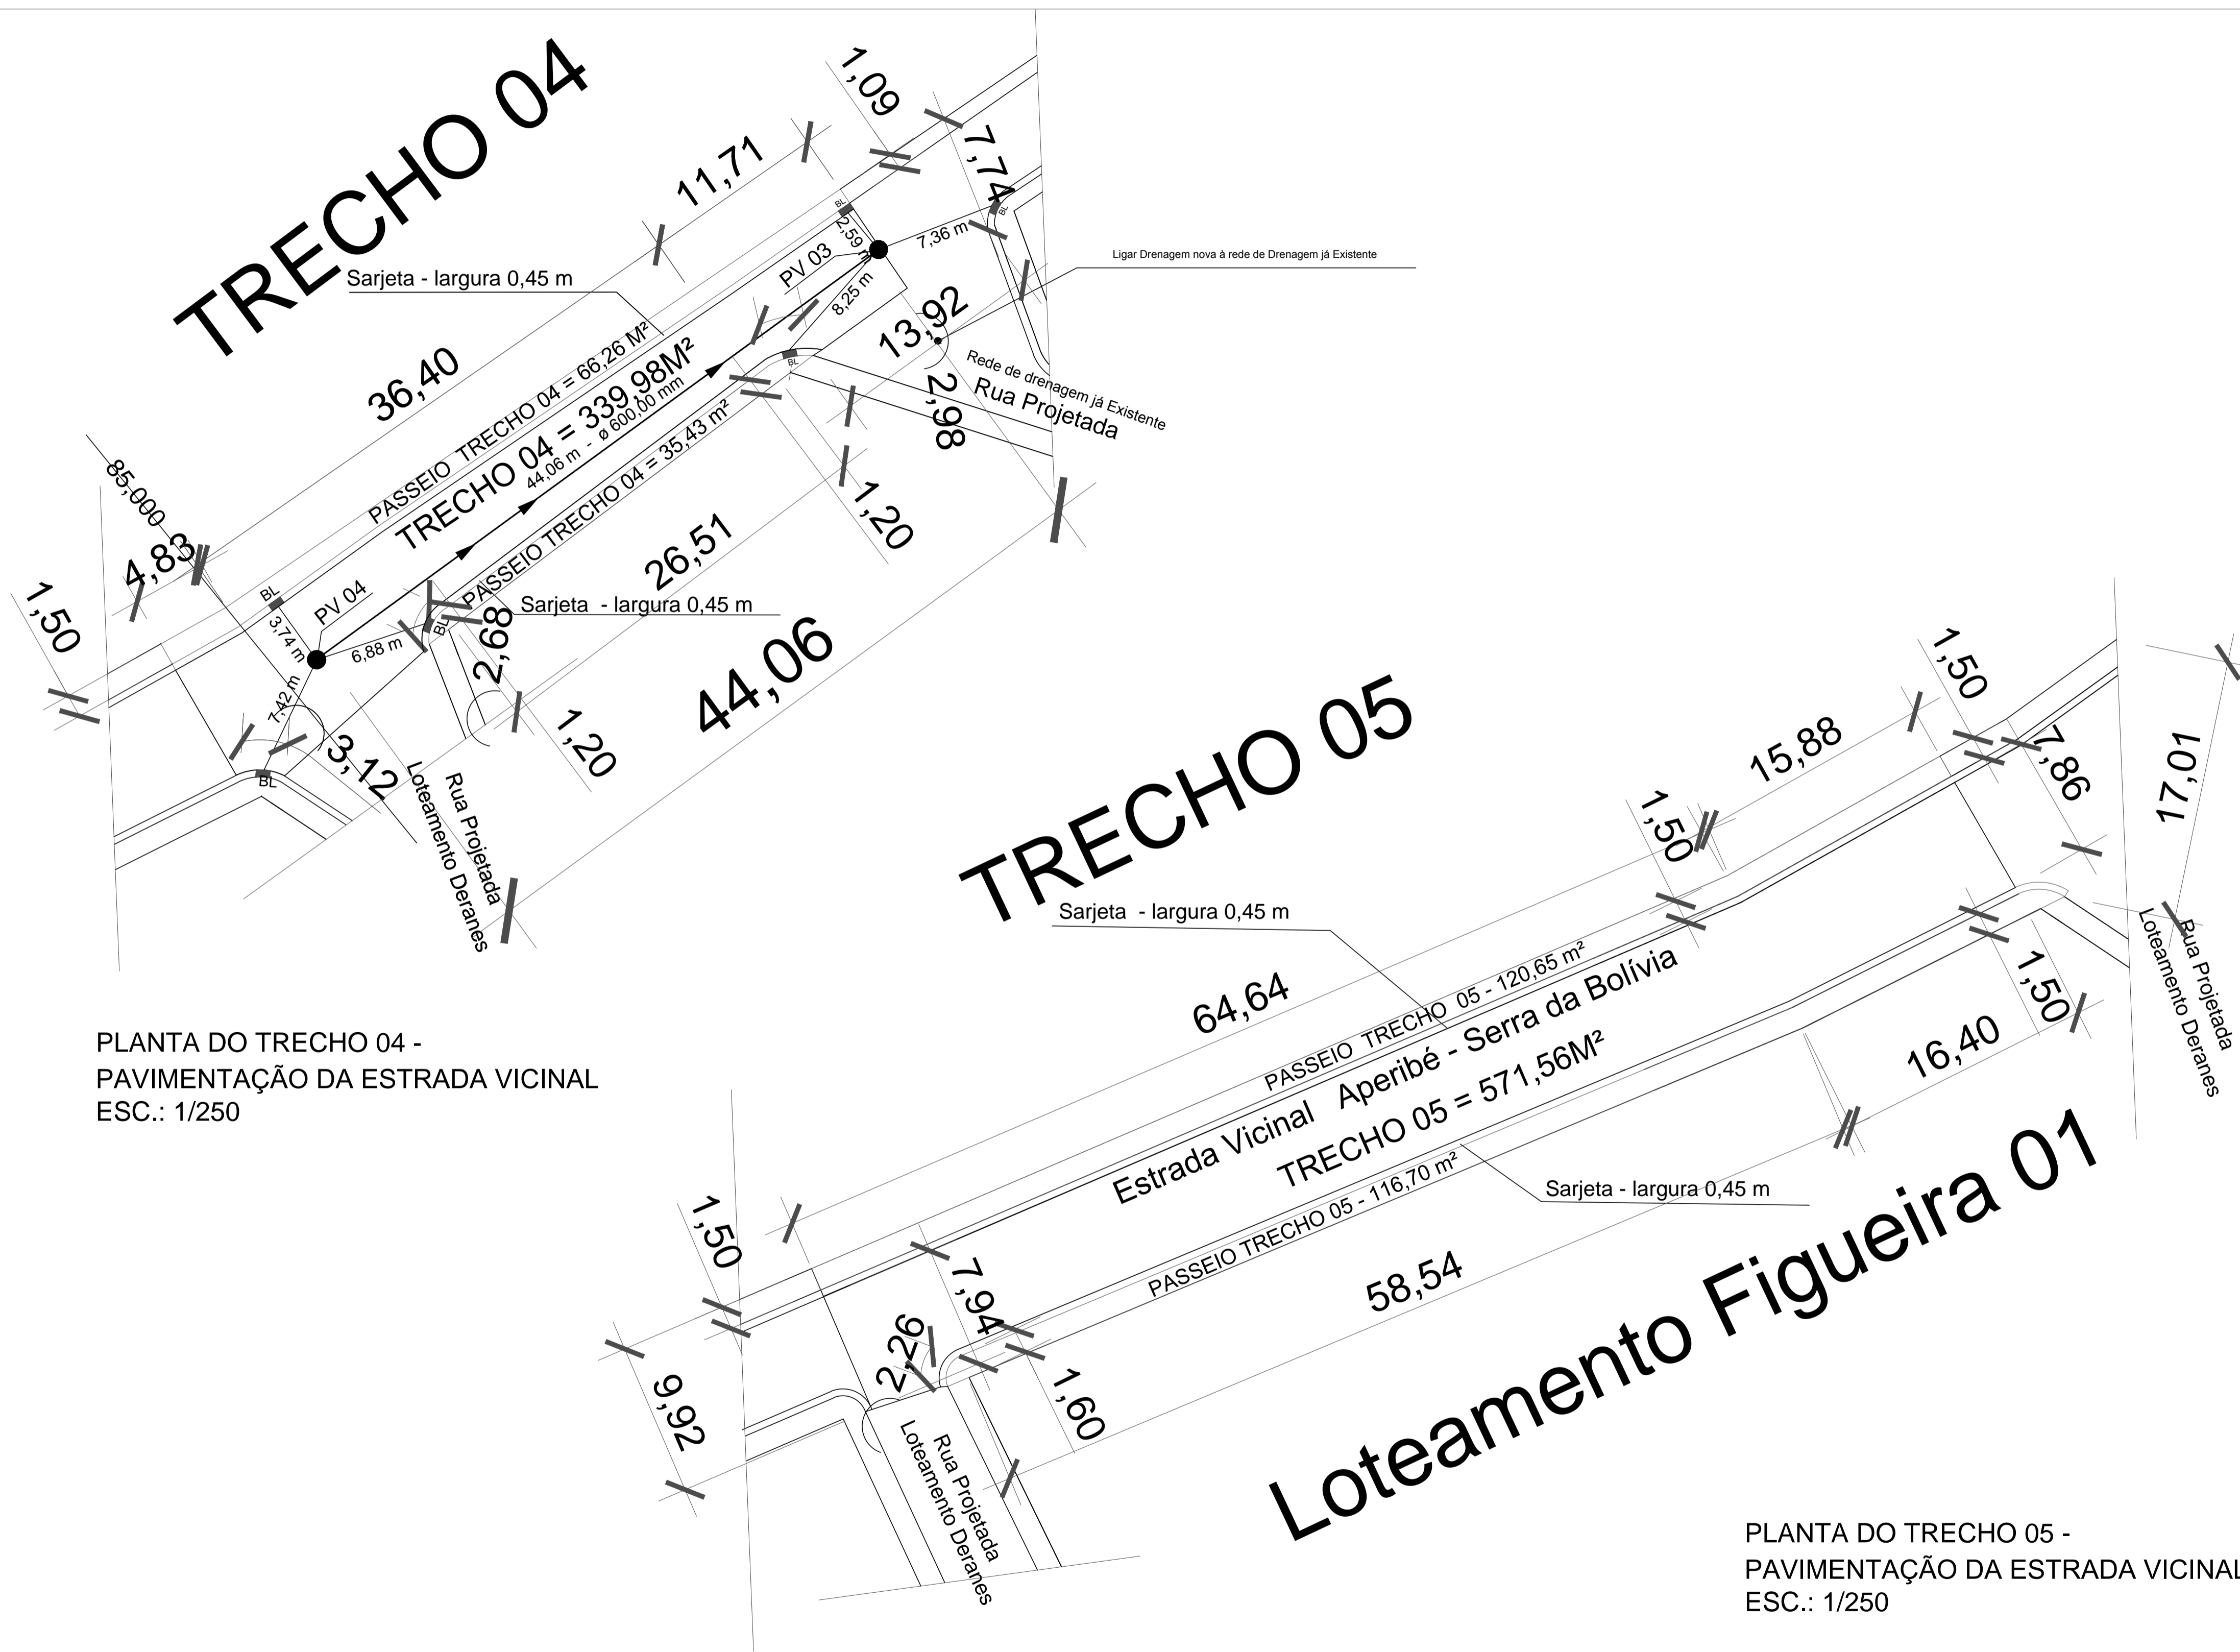 TRECHO 04
1,09
11,71
7,74
BL
2,59 m
PV 03
7,36 m
BL
Sarjeta - largura 0,45 m
Ligar Drenagem nova à rede de Drenagem já Existente
8,25 m
13,92
36,40
PASSEIO TRECHO 04 = 66,26 M²
TRECHO 04 = 339,98M²
44,06 m - ø 600,00 mm
PASSEIO TRECHO 04 = 35,43 m²
BL
Rede de drenagem já Existente
Rua Projetada
2,98
85,000
4,83
1,50
BL
PV 04
3,74 m
6,88 m
BL
7,42 m
26,51
1,20
Sarjeta - largura 0,45 m
2,68
44,06
1,20
3,12
BL
Rua Projetada
Loteamento Deranes
PLANTA DO TRECHO 04 -
PAVIMENTAÇÃO DA ESTRADA VICINAL
ESC.: 1/250
TRECHO 05
1,50
15,88
7,86
17,01
1,50
Sarjeta - largura 0,45 m
64,64
PASSEIO TRECHO 05 - 120,65 m²
Estrada Vicinal Aperibé - Serra da Bolívia
TRECHO 05 = 571,56M²
PASSEIO TRECHO 05 - 116,70 m²
Sarjeta - largura 0,45 m
1,50
16,40
Rua Projetada
Loteamento Deranes
1,50
7,94
2,26
58,54
9,92
1,60
Rua Projetada
Loteamento Deranes
Loteamento Figueira 01
PLANTA DO TRECHO 05 -
PAVIMENTAÇÃO DA ESTRADA VICINAL
ESC.: 1/250